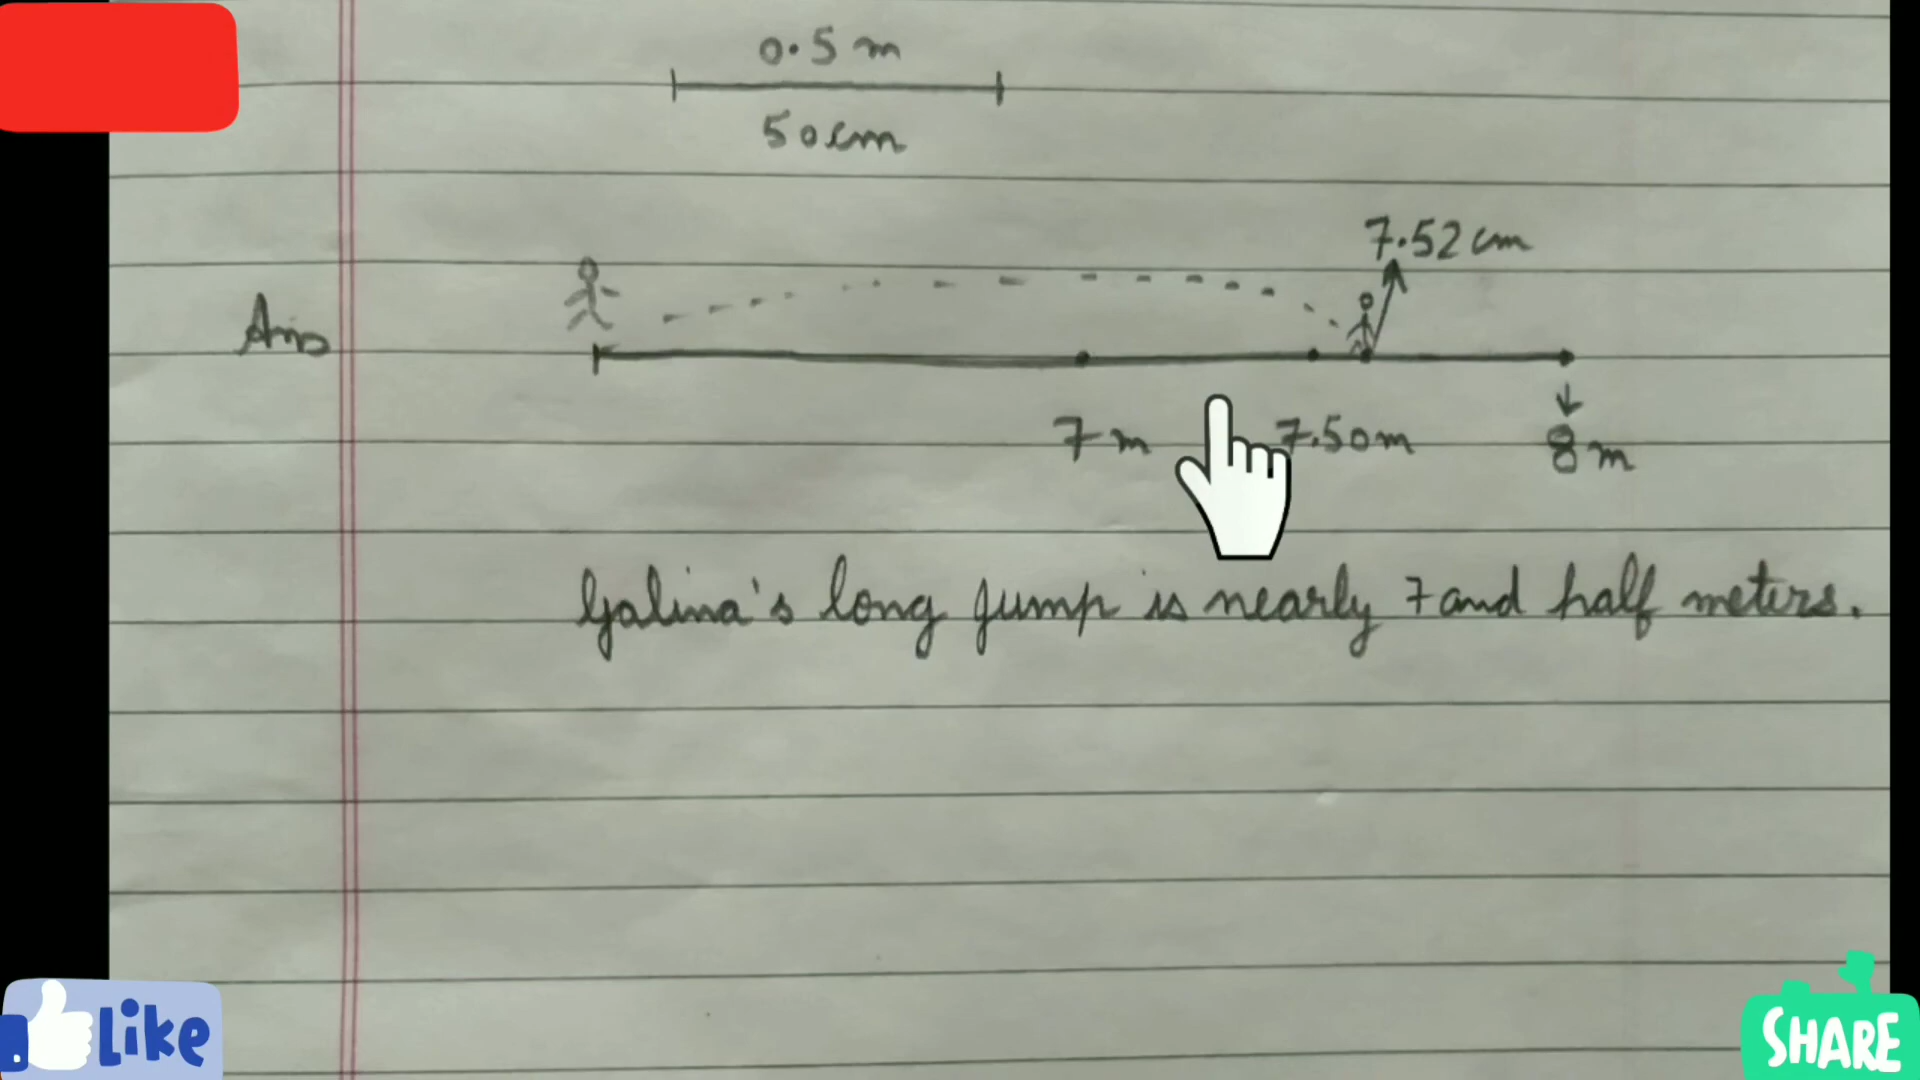 0.5 m
50 cm
7.52 cm
Ans
7 m
7.50 m
8 m
Galina's long jump is nearly 7 and half meters.
Like
SHARE